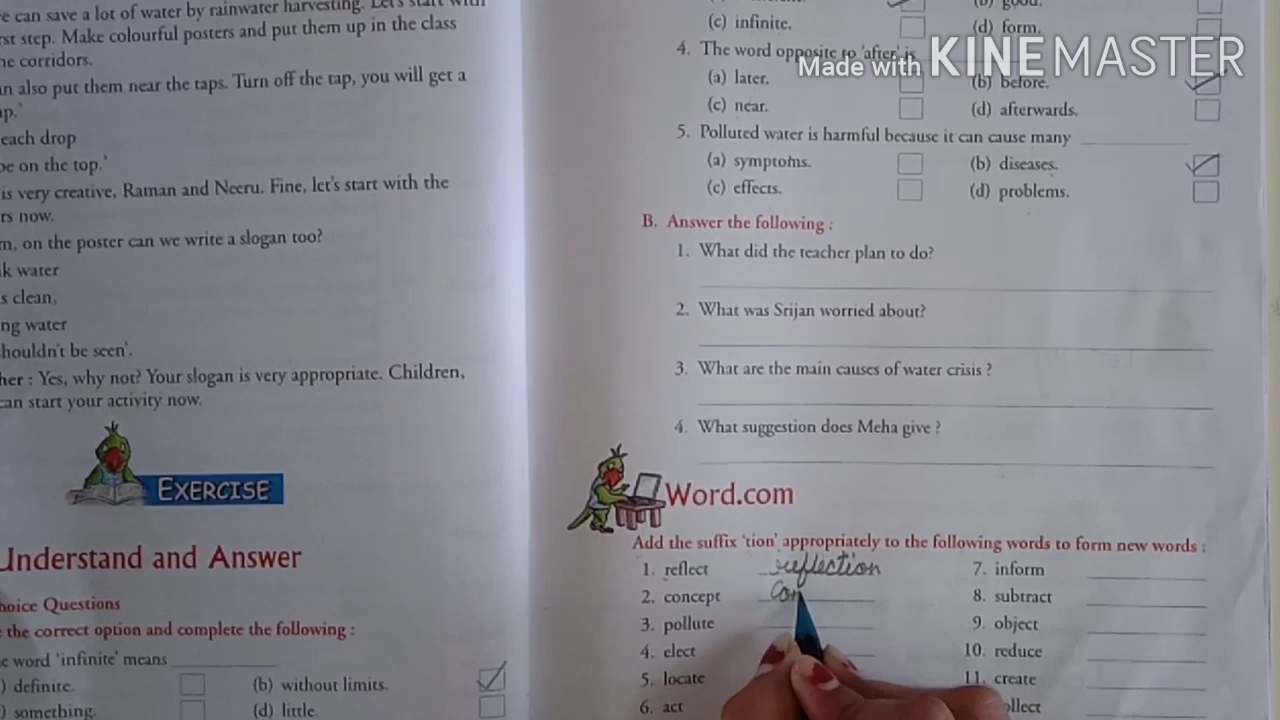 e can save a lot of water by rainwater harvesting. Let's start with
rst step. Make colourful posters and put them up in the class
he corridors.
n also put them near the taps. Turn off the tap, you will get a
ap.'
each drop
be on the top.'
is very creative, Raman and Neeru. Fine, let's start with the
rs now.
m, on the poster can we write a slogan too?
k water
s clean,
ng water
houldn't be seen'.
her : Yes, why not? Your slogan is very appropriate. Children,
can start your activity now.
EXERCISE
Understand and Answer
hoice Questions
e the correct option and complete the following :
e word 'infinite' means
) definite. (b) without limits.
) something. (d) little.
(b) good.
(c) infinite. (d) form.
4. The word opposite to 'after' is
Made with KINEMASTER
(a) later. (b) before.
(c) near. (d) afterwards.
5. Polluted water is harmful because it can cause many
(a) symptoms. (b) diseases.
(c) effects. (d) problems.
B. Answer the following :
1. What did the teacher plan to do?
2. What was Srijan worried about?
3. What are the main causes of water crisis ?
4. What suggestion does Meha give ?
Word.com
Add the suffix 'tion' appropriately to the following words to form new words :
1. reflect reflection 7. inform
2. concept con 8. subtract
3. pollute 9. object
4. elect 10. reduce
5. locate 11. create
6. act ollect